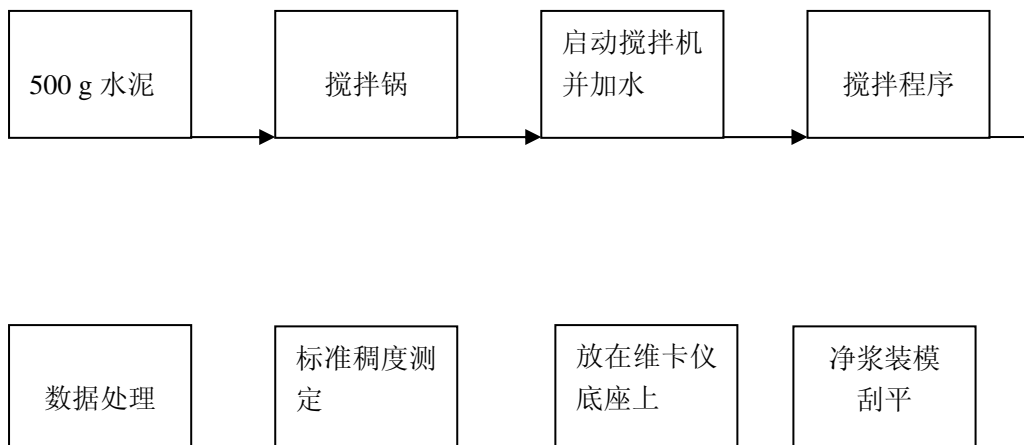 500 g 水泥
搅拌锅
启动搅拌机
并加水
搅拌程序
数据处理
标准稠度测
定
放在维卡仪
底座上
净浆装模
刮平